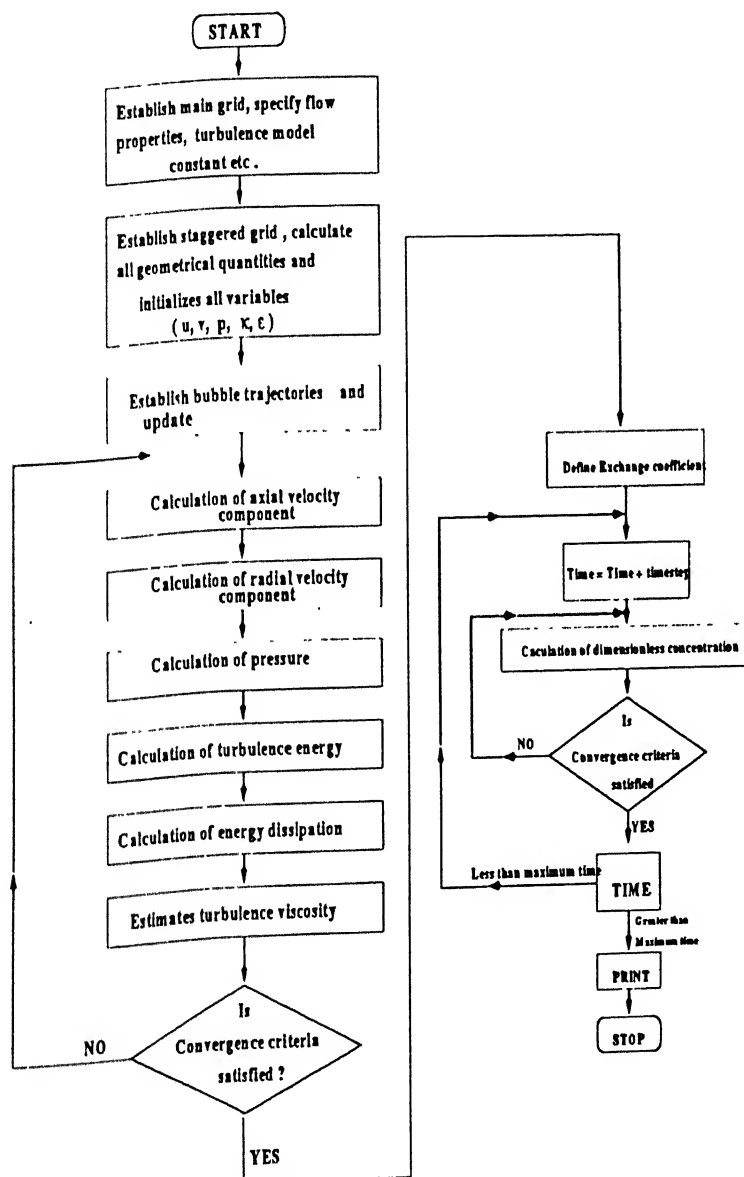 START
Establish main grid, specify flow
properties, turbulence model
constant etc.
Establish staggered grid, calculate
all geometrical quantities and
initializes all variables
(u, v, p, κ, ε)
Establish bubble trajectories and
update
Calculation of axial velocity
component
Calculation of radial velocity
component
Calculation of pressure
Calculation of turbulence energy
Calculation of energy dissipation
Estimates turbulence viscosity
Is
Convergence criteria
satisfied ?
NO
YES
Define Exchange coefficient
Time = Time + timestep
Caculation of dimensionless concentration
Is
Convergence criteria
satisfied
NO
YES
Less than maximum time
TIME
Greater than
Maximum time
PRINT
STOP